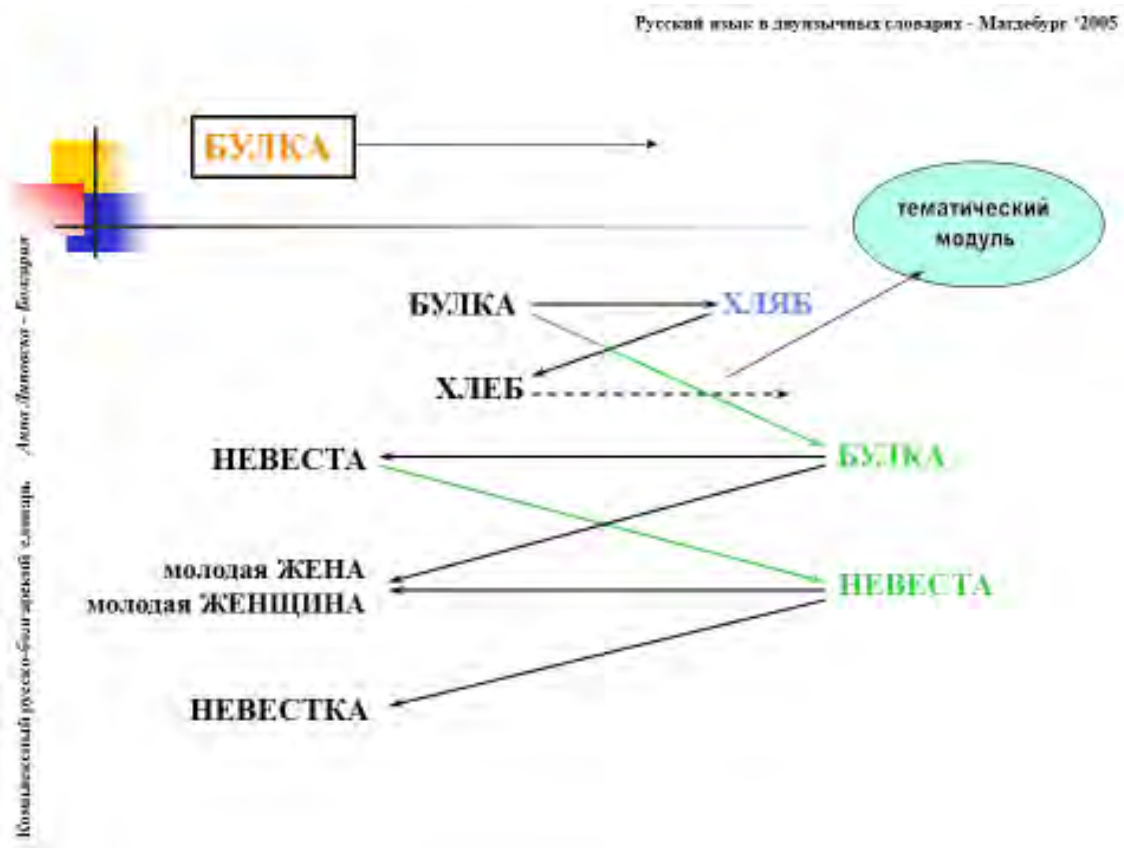 Русский язык в двуязычных словарях - Магдебург '2005
БУЛКА
тематический
модуль
БУЛКА
ХЛЯБ
ХЛЕБ
НЕВЕСТА
БУЛКА
молодая ЖЕНА
молодая ЖЕНЩИНА
НЕВЕСТА
НЕВЕСТКА
Комплексный русско-болгарский словарь Анна Липовска - Болгария